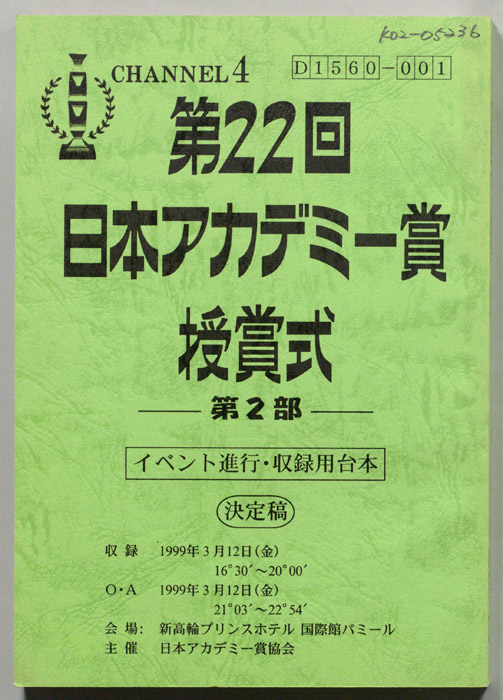 K02-05236
CHANNEL4
D1560-001
第22回
日本アカデミー賞
授賞式
第2部
イベント進行・収録用台本
決定稿
収録 1999年3月12日(金)
16°30′～20°00′
O・A 1999年3月12日(金)
21°03′～22°54′
会場: 新高輪プリンスホテル 国際館パミール
主催 日本アカデミー賞協会